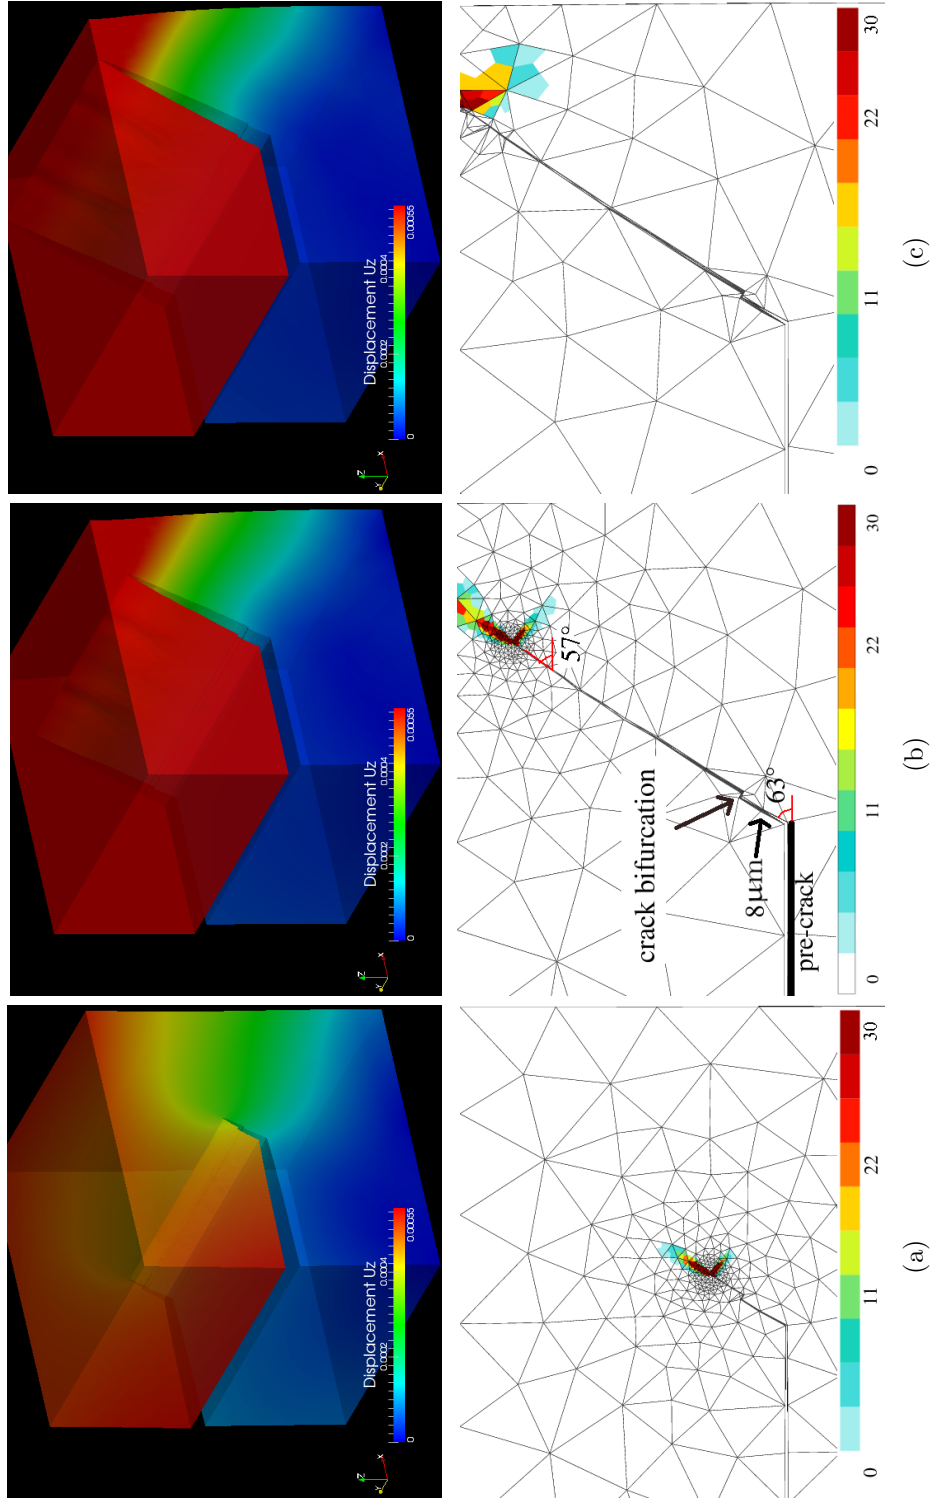 Displacement Uz
0 0.0002 0.0004 0.00055
Z
Y
X
Displacement Uz
0 0.0002 0.0004 0.00055
Z
Y
X
Displacement Uz
0 0.0002 0.0004 0.00055
Z
Y
X
0 11 22 30
(a)
crack bifurcation
57°
8μm
63°
pre-crack
0 11 22 30
(b)
0 11 22 30
(c)